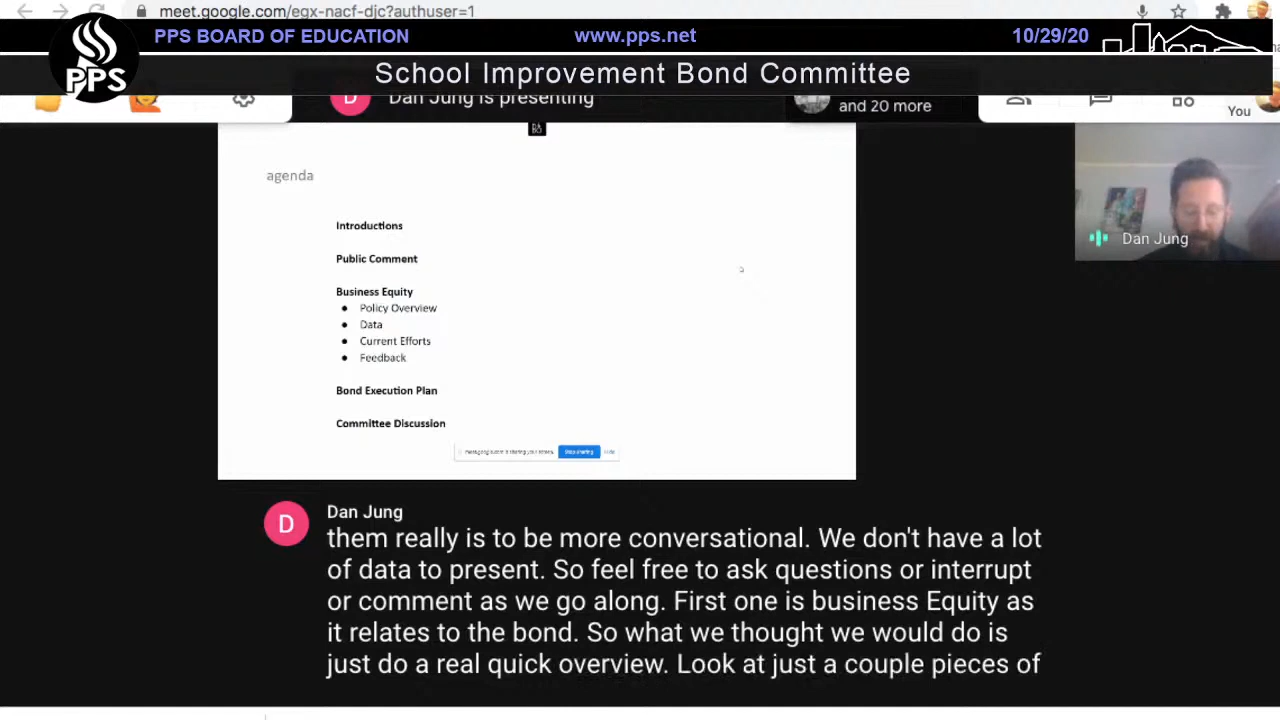 meet.google.com/egx-nacf-djc?authuser=1
PPS BOARD OF EDUCATION
www.pps.net
10/29/20
PPS
School Improvement Bond Committee
D
Dan Jung is presenting
and 20 more
You
agenda
Introductions
Public Comment
Business Equity
● Policy Overview
● Data
● Current Efforts
● Feedback
Bond Execution Plan
Committee Discussion
Stop sharing
Dan Jung
D
Dan Jung
them really is to be more conversational. We don't have a lot
of data to present. So feel free to ask questions or interrupt
or comment as we go along. First one is business Equity as
it relates to the bond. So what we thought we would do is
just do a real quick overview. Look at just a couple pieces of